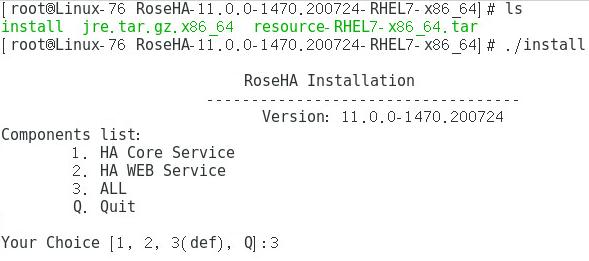 [root@Linux-76 RoseHA-11.0.0-1470.200724-RHEL7-x86_64]# ls
install jre.tar.gz.x86_64 resource-RHEL7-x86_64.tar
[root@Linux-76 RoseHA-11.0.0-1470.200724-RHEL7-x86_64]# ./install
RoseHA Installation
-----------------------------------
Version: 11.0.0-1470.200724
Components list:
1. HA Core Service
2. HA WEB Service
3. ALL
Q. Quit
Your Choice [1, 2, 3(def), Q]:3